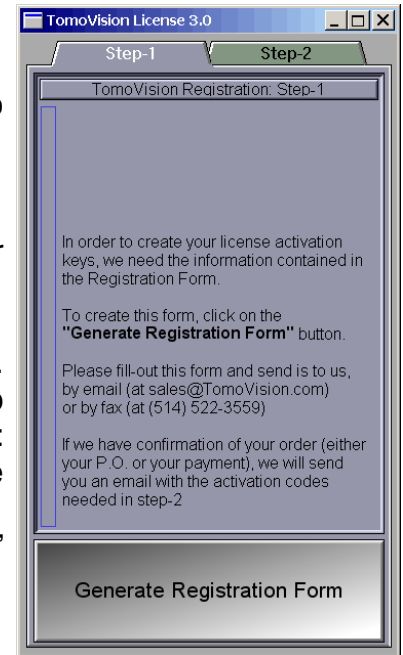 TomoVision License 3.0
Step-1 Step-2
TomoVision Registration: Step-1
In order to create your license activation
keys, we need the information contained in
the Registration Form.
To create this form, click on the
"Generate Registration Form" button.
Please fill-out this form and send is to us,
by email (at sales@TomoVision.com)
or by fax (at (514) 522-3559)
If we have confirmation of your order (either
your P.O. or your payment), we will send
you an email with the activation codes
needed in step-2
Generate Registration Form